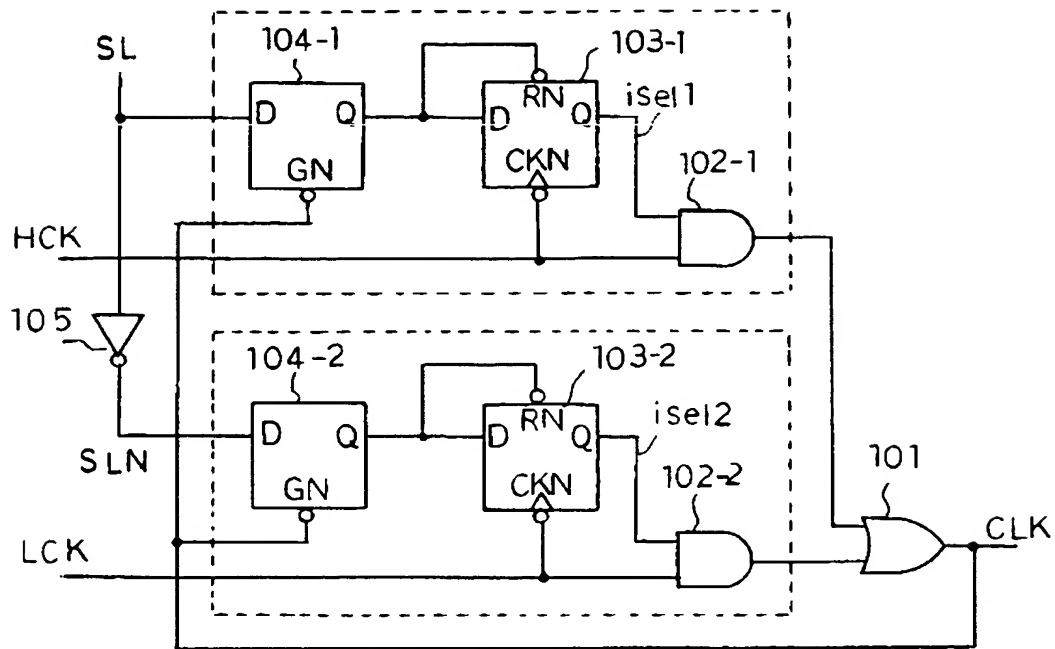 SL
104-1
103-1
D
Q
GN
RN
D
Q
CKN
isel1
102-1
HCK
105
104-2
103-2
D
Q
GN
RN
D
Q
CKN
isel2
102-2
SLN
101
CLK
LCK